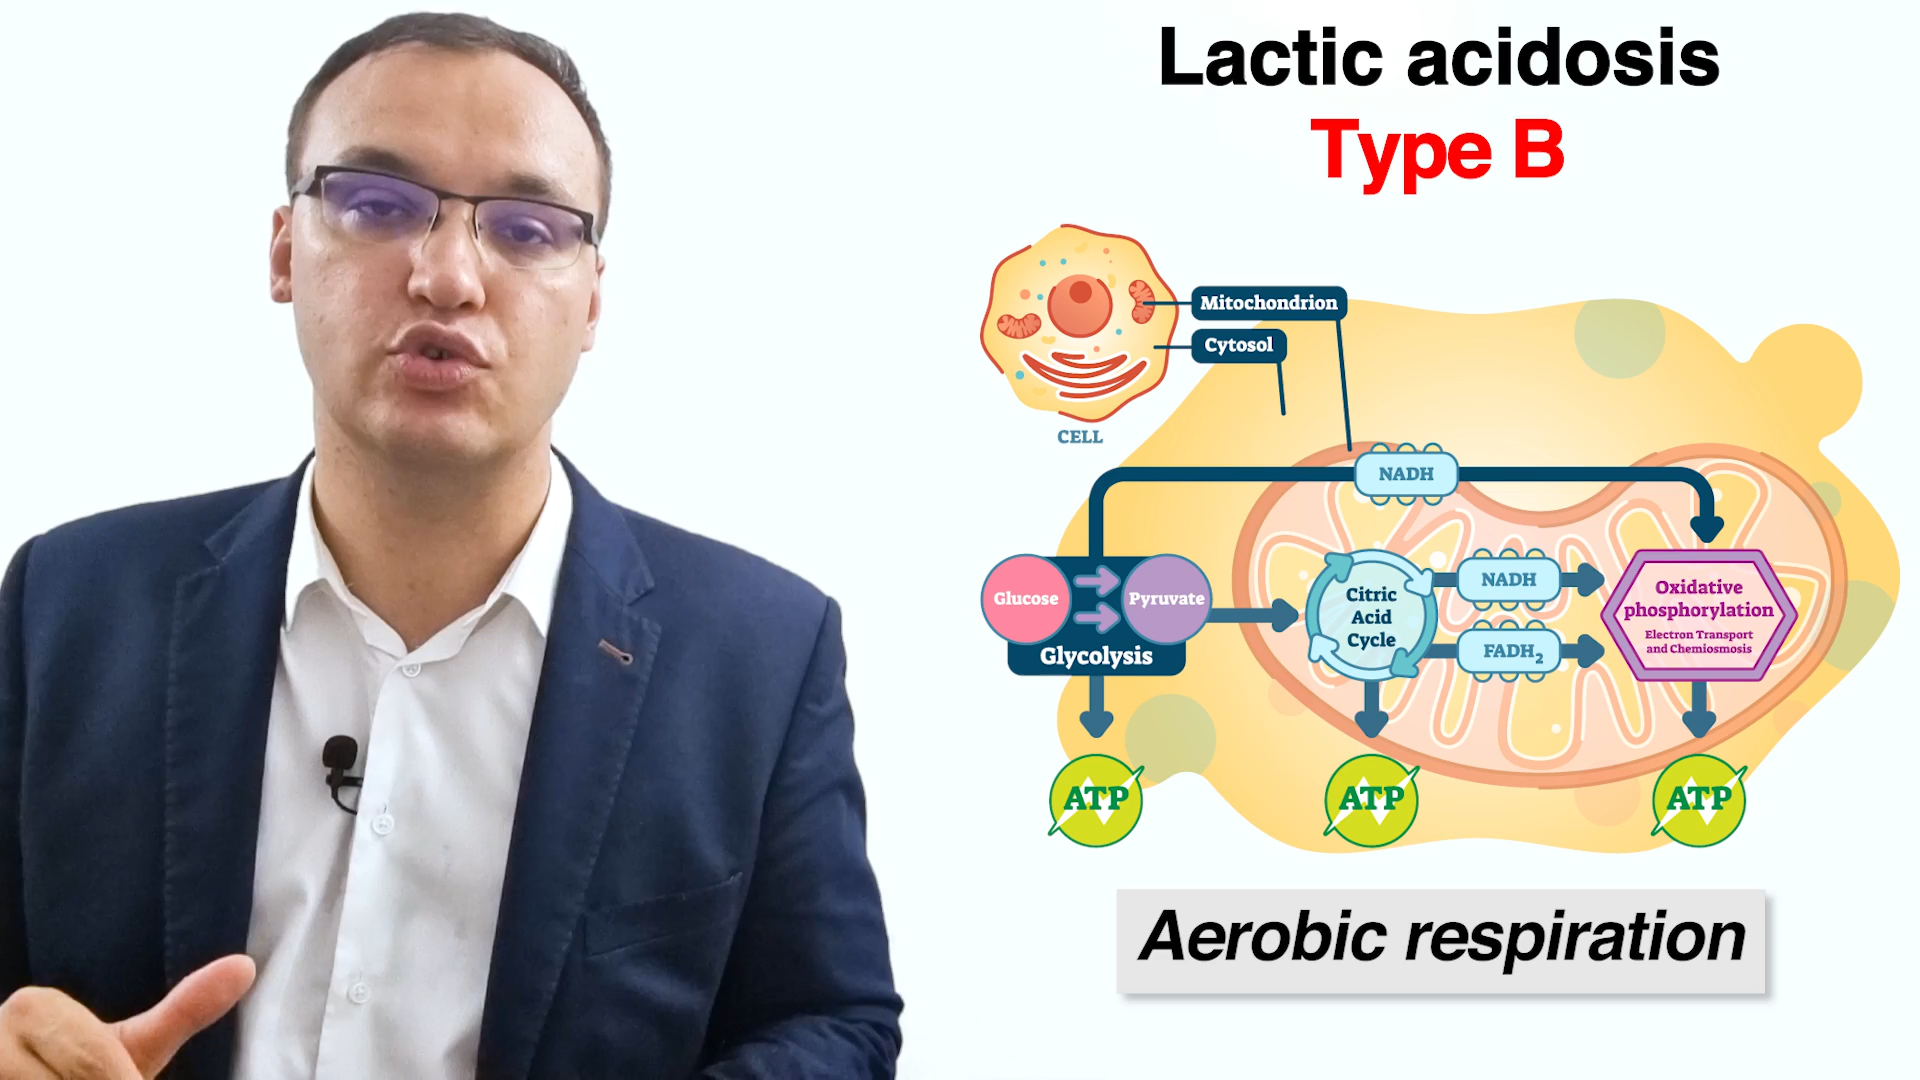 Lactic acidosis
Type B
Mitochondrion
Cytosol
CELL
NADH
Glucose
Pyruvate
Glycolysis
Citric
Acid
Cycle
NADH
FADH₂
Oxidative
phosphorylation
Electron Transport
and Chemiosmosis
ATP
ATP
ATP
Aerobic respiration